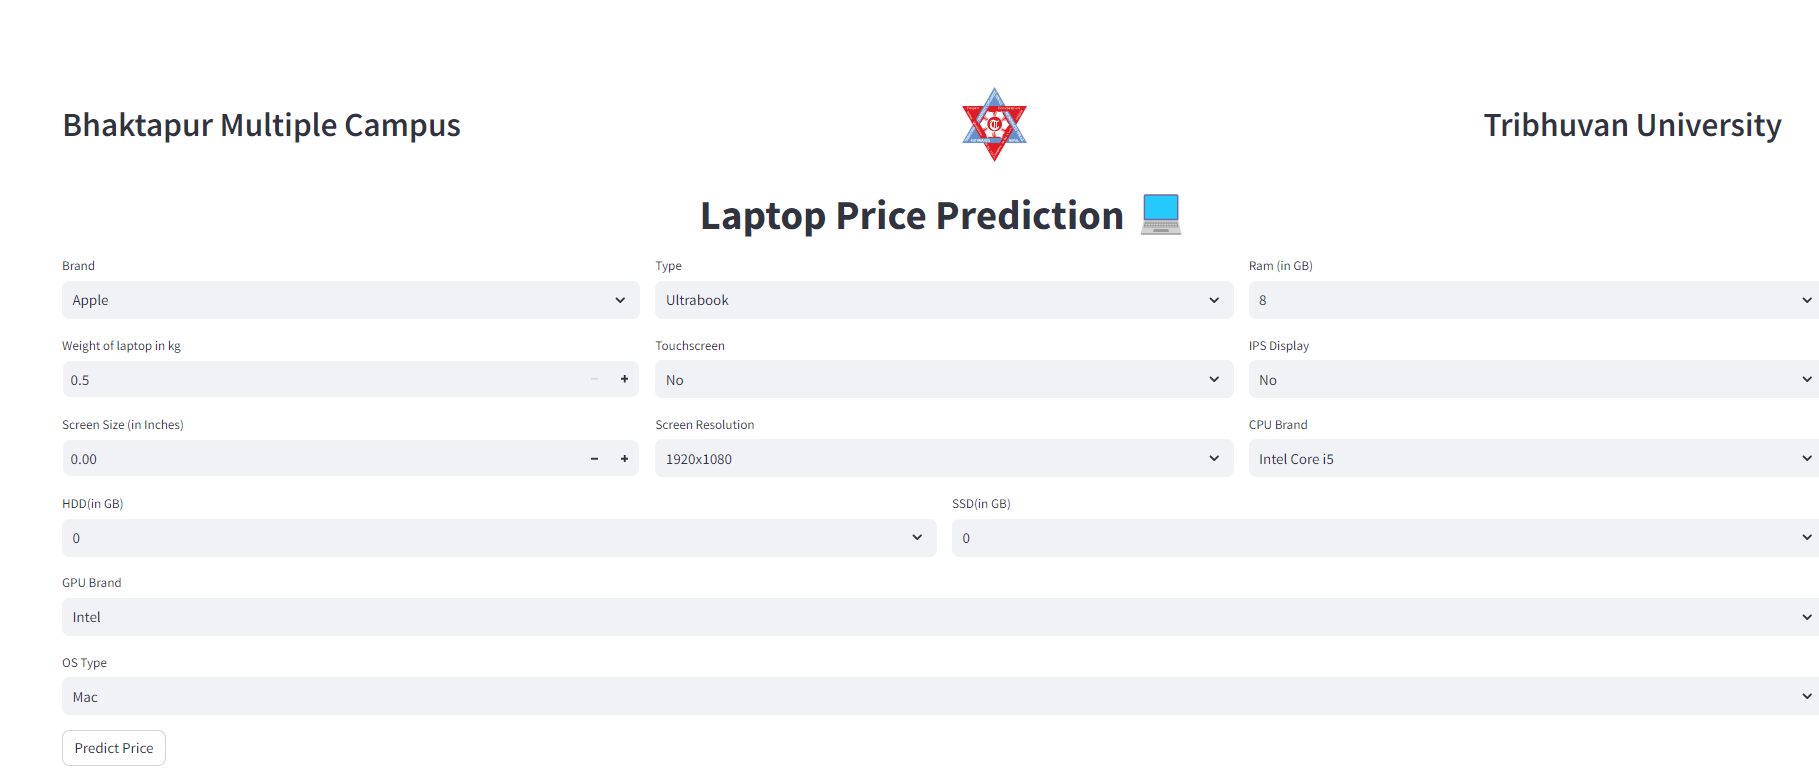 Bhaktapur Multiple Campus
Tribhuvan University
Laptop Price Prediction
Brand
Type
Ram (in GB)
Apple
Ultrabook
8
Weight of laptop in kg
Touchscreen
IPS Display
0.5
No
No
Screen Size (in Inches)
Screen Resolution
CPU Brand
0.00
1920x1080
Intel Core i5
HDD(in GB)
SSD(in GB)
0
0
GPU Brand
Intel
OS Type
Mac
Predict Price